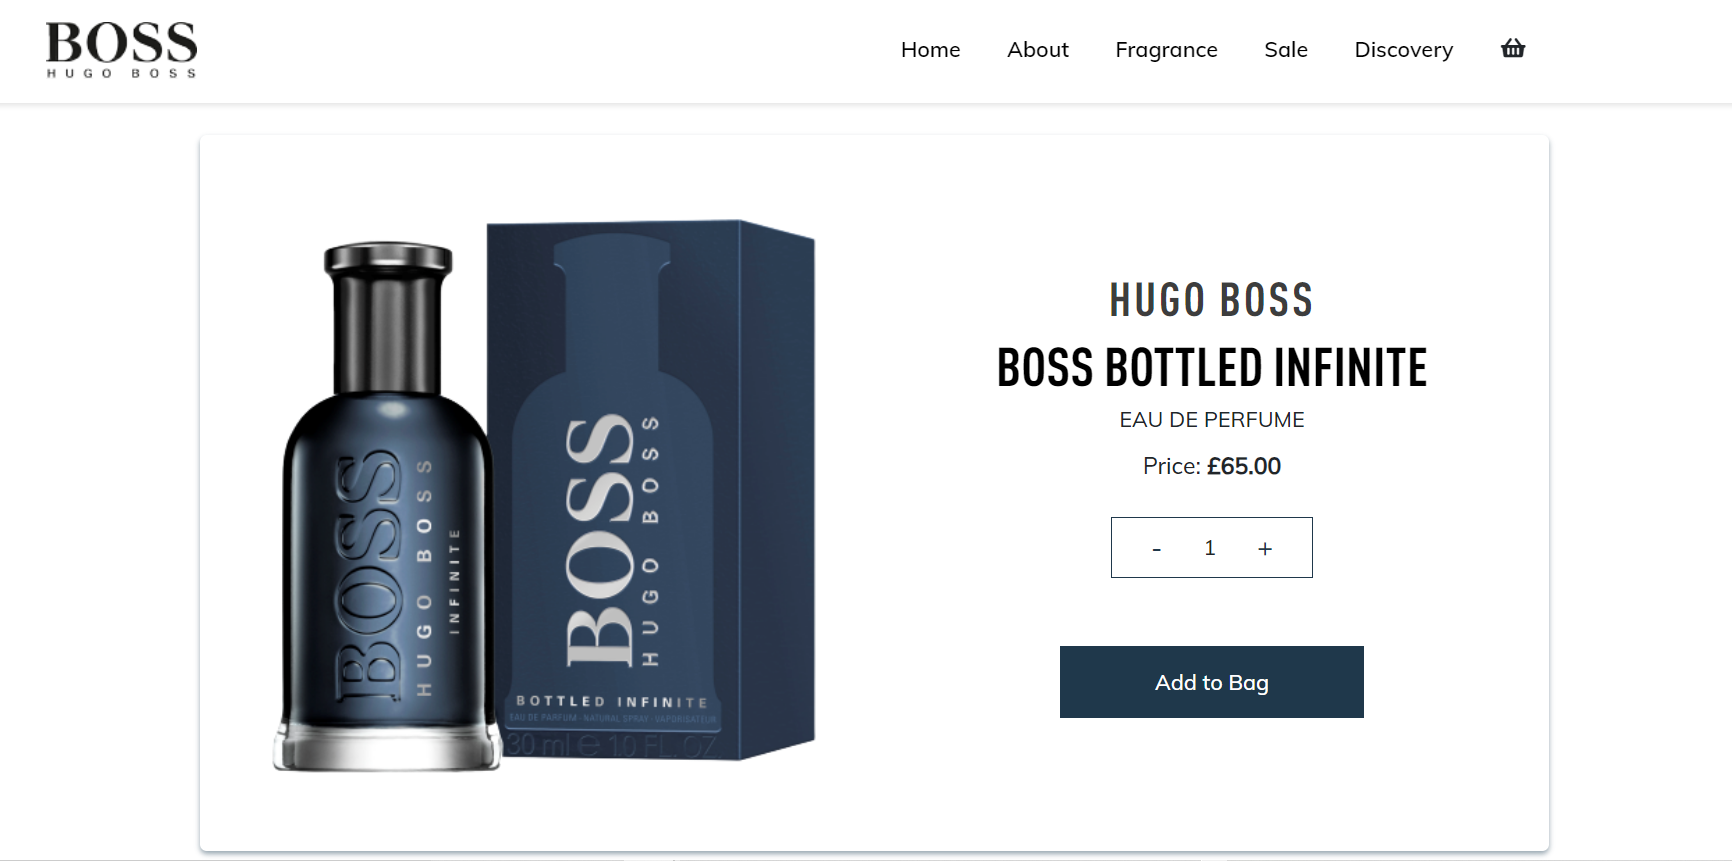 BOSS
HUGO BOSS
Home About Fragrance Sale Discovery
BOSS
HUGO BOSS
INFINITE
BOSS
HUGO BOSS
BOTTLED INFINITE
EAU DE PARFUM · NATURAL SPRAY · VAPORISATEUR
30 ml e 1.0 FL. OZ
HUGO BOSS
BOSS BOTTLED INFINITE
EAU DE PERFUME
Price: £65.00
- 1 +
Add to Bag